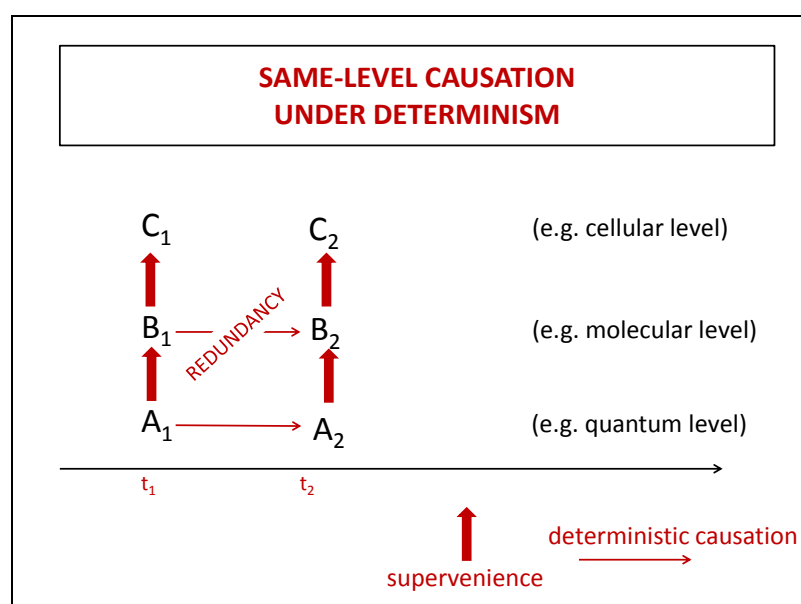 SAME-LEVEL CAUSATION
UNDER DETERMINISM
C₁ C₂ (e.g. cellular level)
REDUNDANCY
B₁ B₂ (e.g. molecular level)
A₁ A₂ (e.g. quantum level)
t₁ t₂
deterministic causation
supervenience